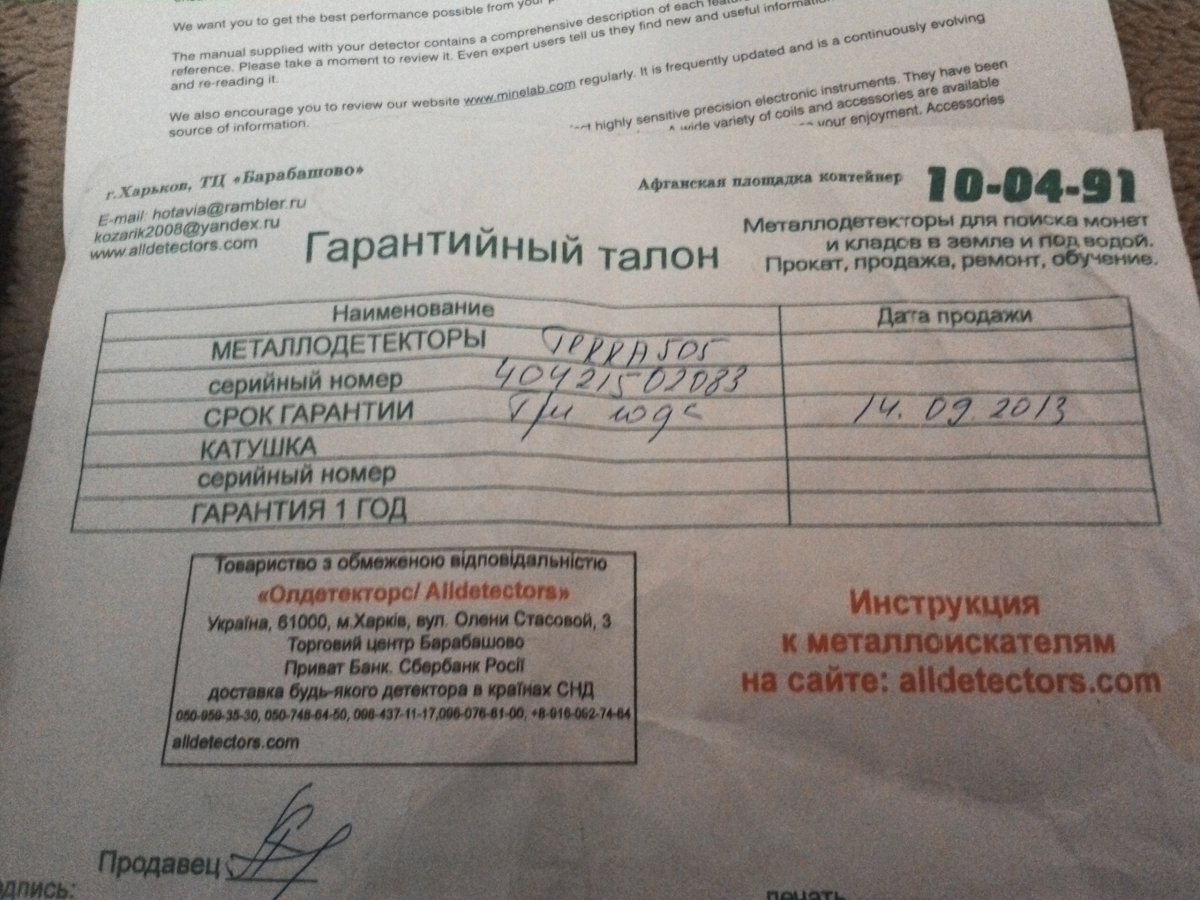 We want you to get the best performance possible from your
The manual supplied with your detector contains a comprehensive description of each
reference. Please take a moment to review it. Even expert users tell us they find new and useful
and re-reading it.
We also encourage you to review our website www.minelab.com regularly. It is frequently updated and is a continuously evolving
source of information.
highly sensitive precision electronic instruments. They have been
wide variety of coils and accessories are available
your enjoyment. Accessories
г.Харьков, ТЦ «Барабашово»
E-mail: hotavia@rambler.ru
kozarik2008@yandex.ru
www.alldetectors.com
Афганская площадка контейнер 10-04-91
Металлодетекторы для поиска монет
и кладов в земле и под водой.
Прокат, продажа, ремонт, обучение.
Гарантийный талон
Наименование Дата продажи
МЕТАЛЛОДЕТЕКТОРЫ TERRA 505
серийный номер 40421502083
СРОК ГАРАНТИИ Три года 14.09.2013
КАТУШКА
серийный номер
ГАРАНТИЯ 1 ГОД
Товариство з обмеженою відповідальністю
«Олдетекторс/ Alldetectors»
Україна, 61000, м.Харків, вул. Олени Стасовой, 3
Торговий центр Барабашово
Приват Банк. Сбербанк Росії
доставка будь-якого детектора в країнах СНД
050-959-35-30, 050-748-64-50, 096-437-11-17,096-076-61-00, +8-916-092-74-64
alldetectors.com
Инструкция
к металлоискателям
на сайте: alldetectors.com
Продавец
печать